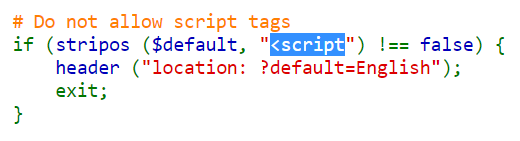 # Do not allow script tags
if (stripos ($default, "<script") !== false) {
header ("location: ?default=English");
exit;
}